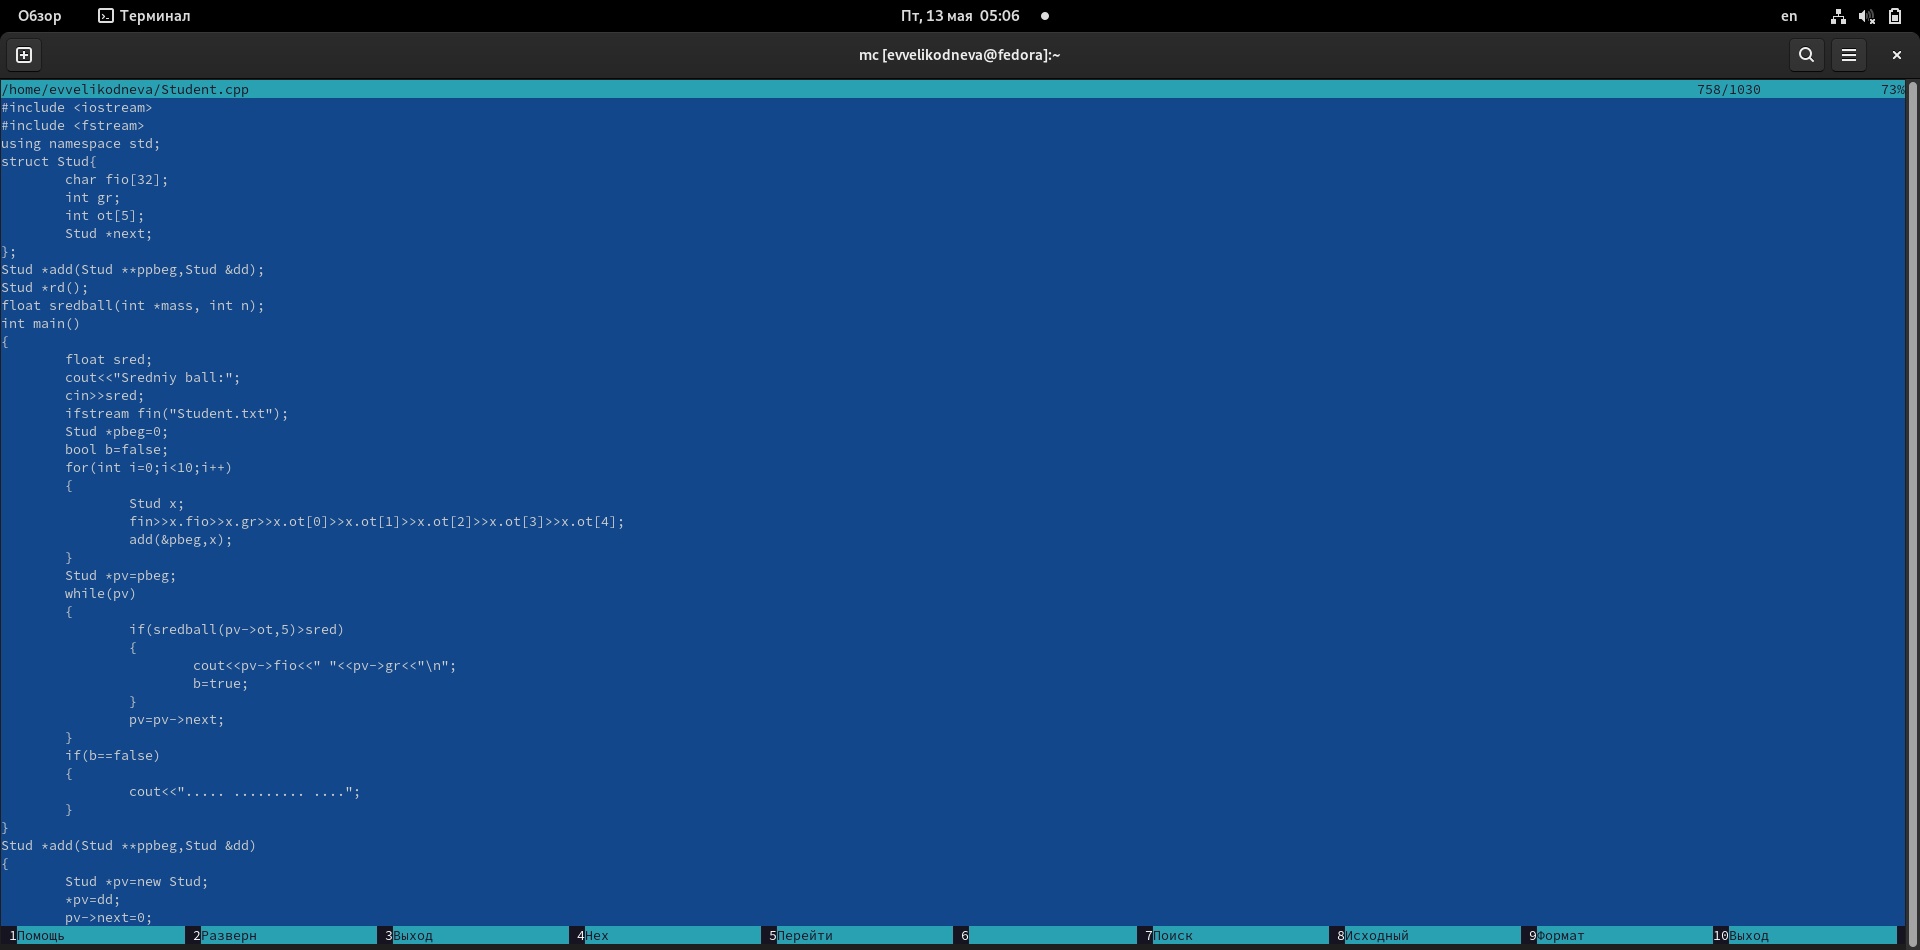 Обзор Терминал Пт, 13 мая 05:06 en
mc [evvelikodneva@fedora]:~
/home/evvelikodneva/Student.cpp 758/1030 73%
#include <iostream>
#include <fstream>
using namespace std;
struct Stud{
        char fio[32];
        int gr;
        int ot[5];
        Stud *next;
};
Stud *add(Stud **ppbeg,Stud &dd);
Stud *rd();
float sredball(int *mass, int n);
int main()
{
        float sred;
        cout<<"Sredniy ball:";
        cin>>sred;
        ifstream fin("Student.txt");
        Stud *pbeg=0;
        bool b=false;
        for(int i=0;i<10;i++)
        {
                Stud x;
                fin>>x.fio>>x.gr>>x.ot[0]>>x.ot[1]>>x.ot[2]>>x.ot[3]>>x.ot[4];
                add(&pbeg,x);
        }
        Stud *pv=pbeg;
        while(pv)
        {
                if(sredball(pv->ot,5)>sred)
                {
                        cout<<pv->fio<<" "<<pv->gr<<"\n";
                        b=true;
                }
                pv=pv->next;
        }
        if(b==false)
        {
                cout<<"..... ......... ....";
        }
}
Stud *add(Stud **ppbeg,Stud &dd)
{
        Stud *pv=new Stud;
        *pv=dd;
        pv->next=0;
1Помощь 2Разверн 3Выход 4Hex 5Перейти 6 7Поиск 8Исходный 9Формат 10Выход